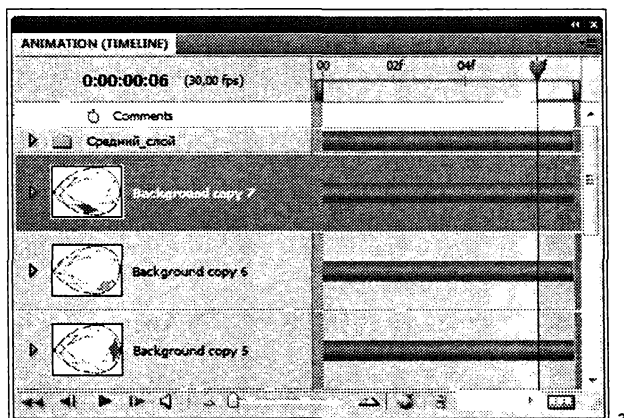 ANIMATION (TIMELINE)
0:00:00:06 (30,00 fps)
00 02f 04f
Comments
Средний_слой
Background copy 7
Background copy 6
Background copy 5